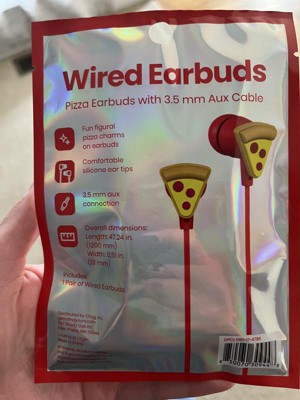 Wired Earbuds
Pizza Earbuds with 3.5 mm Aux Cable
Fun figural
pizza charms
on earbuds
Comfortable
silicone ear tips
3.5 mm aux
connection
Overall dimensions:
Length: 47.24 in.
(1200 mm)
Width: 0.51 in.
(13 mm)
Includes:
1 Pair of Wired Earbuds